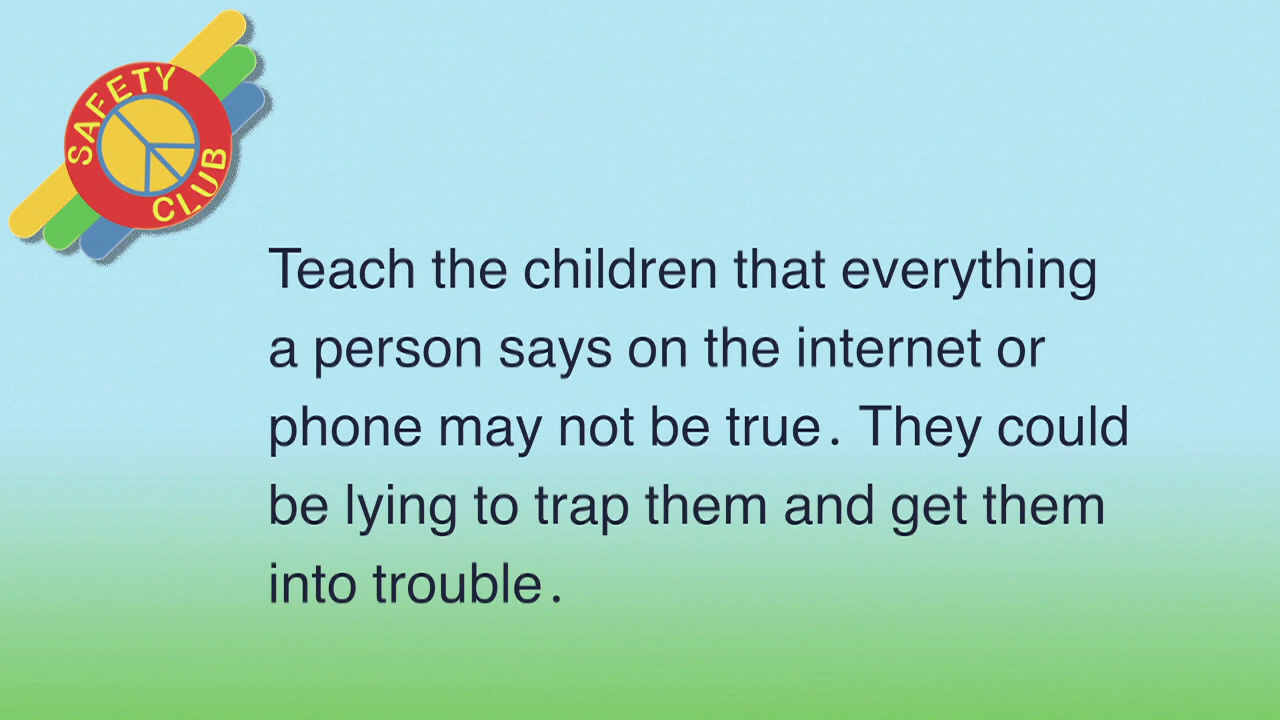 SAFETY
CLUB
Teach the children that everything
a person says on the internet or
phone may not be true. They could
be lying to trap them and get them
into trouble.